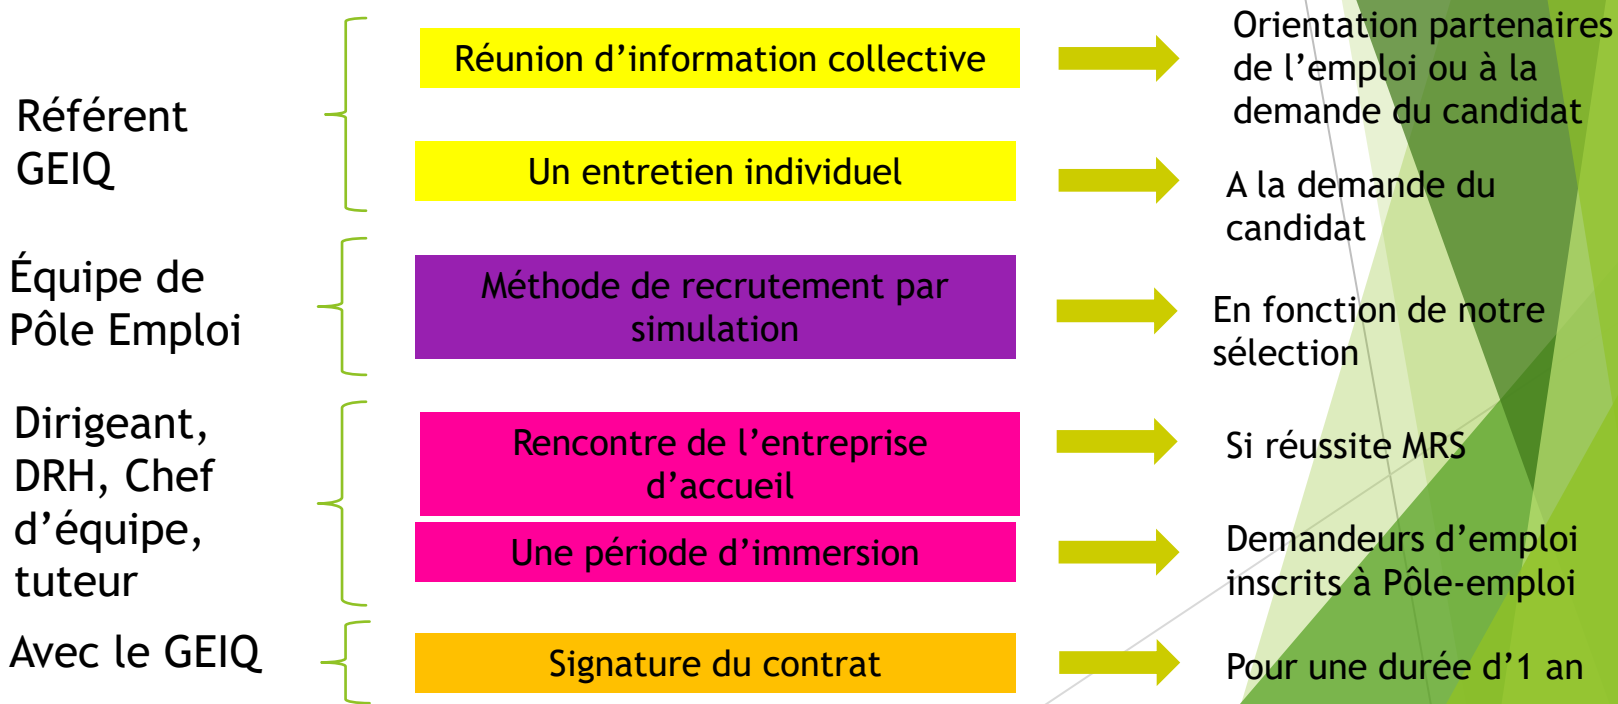 Référent
GEIQ
Réunion d’information collective
Orientation partenaires
de l’emploi ou à la
demande du candidat
Un entretien individuel
A la demande du
candidat
Équipe de
Pôle Emploi
Méthode de recrutement par
simulation
En fonction de notre
sélection
Dirigeant,
DRH, Chef
d’équipe,
tuteur
Rencontre de l’entreprise
d’accueil
Si réussite MRS
Une période d’immersion
Demandeurs d’emploi
inscrits à Pôle-emploi
Avec le GEIQ
Signature du contrat
Pour une durée d’1 an